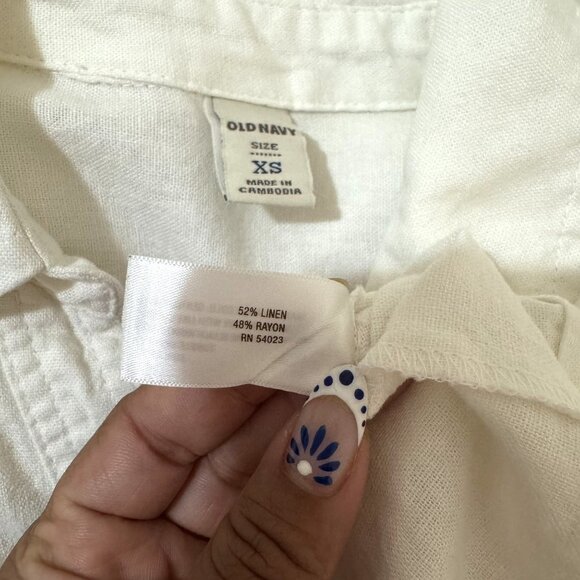 OLD NAVY
SIZE
XS
MADE IN
CAMBODIA
52% LINEN
48% RAYON
RN 54023